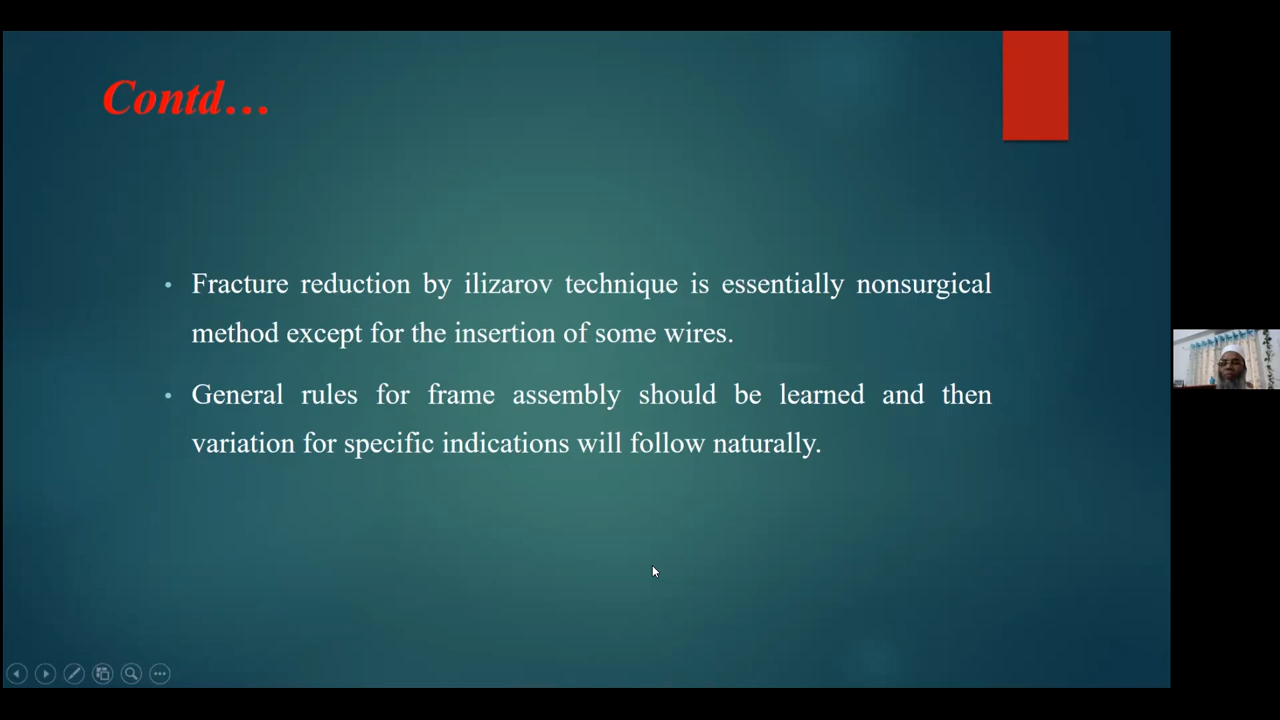 Contd...
• Fracture reduction by ilizarov technique is essentially nonsurgical
method except for the insertion of some wires.
• General rules for frame assembly should be learned and then
variation for specific indications will follow naturally.